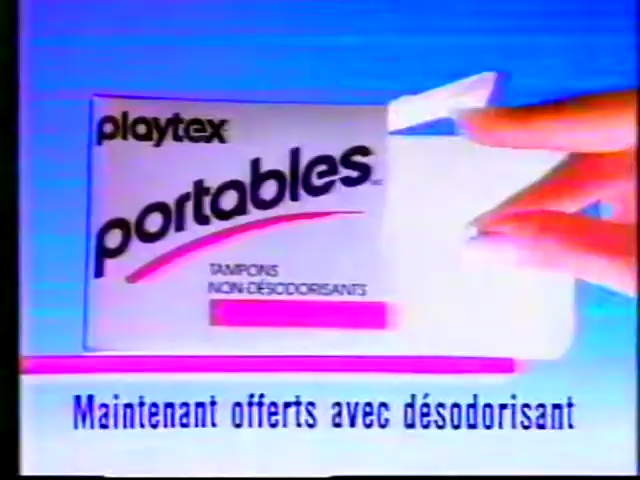 playtex
portables
TAMPONS
NON-DÉSODORISANTS
Maintenant offerts avec désodorisant